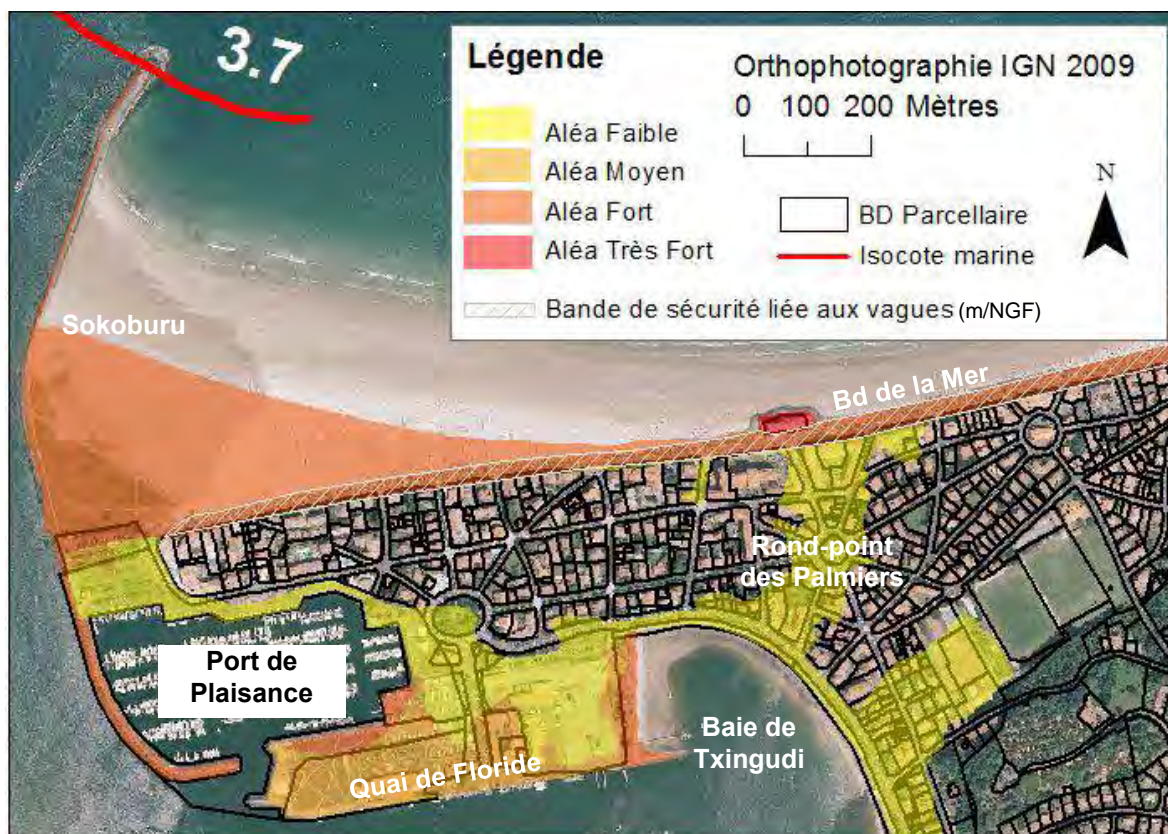 3.7
Légende
Orthophotographie IGN 2009
0 100 200 Mètres
Aléa Faible
Aléa Moyen
Aléa Fort
Aléa Très Fort
N
BD Parcellaire
Isocote marine
Bande de sécurité liée aux vagues (m/NGF)
Sokoburu
Bd de la Mer
Rond-point
des Palmiers
Port de
Plaisance
Baie de
Txingudi
Quai de Floride